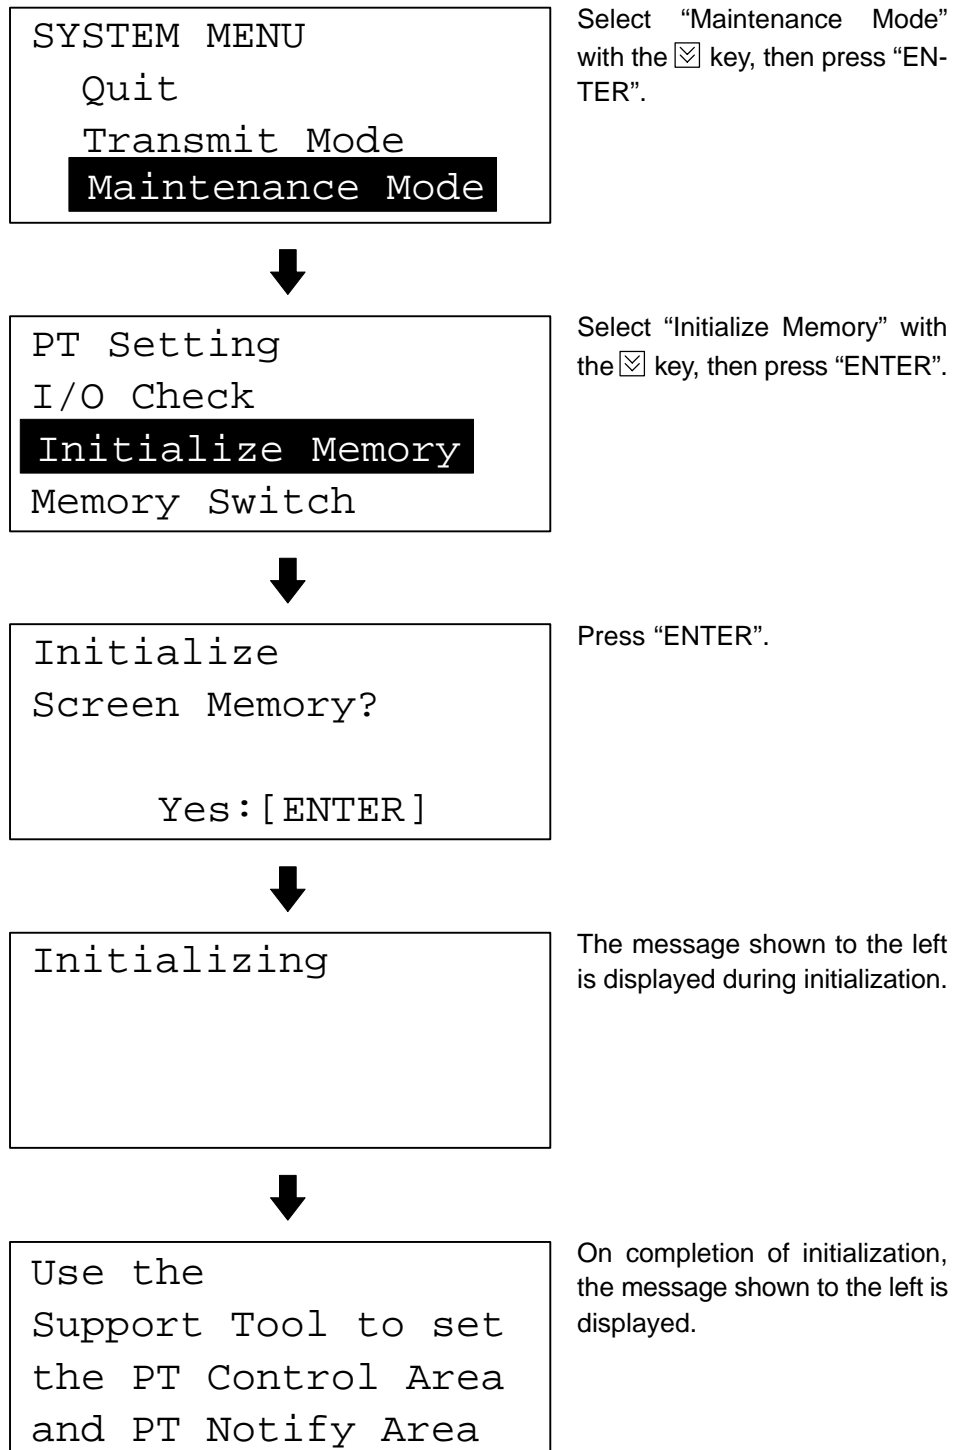 SYSTEM MENU
Quit
Transmit Mode
Maintenance Mode
Select “Maintenance Mode”
with the key, then press “EN-
TER”.
PT Setting
I/O Check
Initialize Memory
Memory Switch
Select “Initialize Memory” with
the key, then press “ENTER”.
Initialize
Screen Memory?
Yes:[ENTER]
Press “ENTER”.
Initializing
The message shown to the left
is displayed during initialization.
Use the
Support Tool to set
the PT Control Area
and PT Notify Area
On completion of initialization,
the message shown to the left is
displayed.